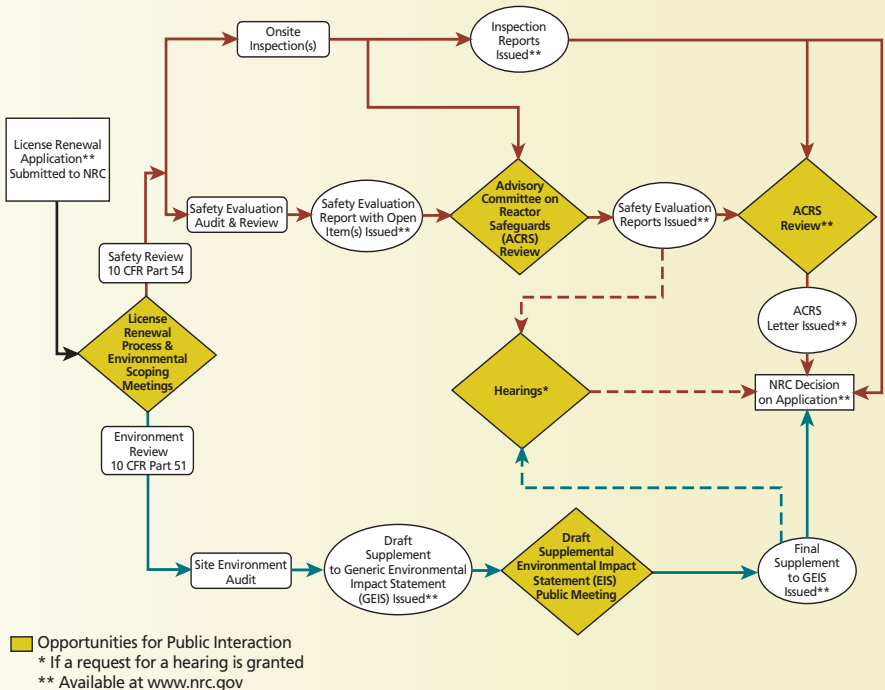 Onsite
Inspection(s)
Inspection
Reports
Issued**
License Renewal
Application**
Submitted to NRC
Safety Evaluation
Audit & Review
Safety Evaluation
Report with Open
Item(s) Issued**
Advisory
Committee on
Reactor
Safeguards
(ACRS)
Review
Safety Evaluation
Reports Issued**
ACRS
Review**
Safety Review
10 CFR Part 54
License
Renewal
Process &
Environmental
Scoping
Meetings
ACRS
Letter Issued**
Hearings*
NRC Decision
on Application**
Environment
Review
10 CFR Part 51
Site Environment
Audit
Draft
Supplement
to Generic Environmental
Impact Statement
(GEIS) Issued**
Draft
Supplemental
Environmental Impact
Statement (EIS)
Public Meeting
Final
Supplement
to GEIS
Issued**
Opportunities for Public Interaction
* If a request for a hearing is granted
** Available at www.nrc.gov